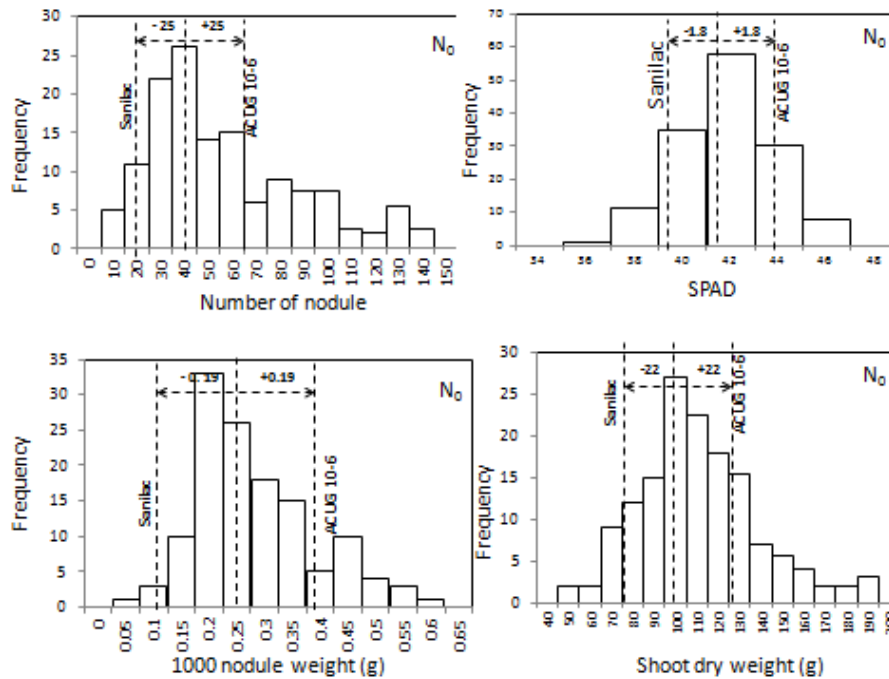 30
25
20
15
10
5
0
Frequency
- 25 +25
N0
Sanilac
ACUG 10-6
0 10 20 30 40 50 60 70 80 90 100 110 120 130 140 150
Number of nodule
70
60
50
40
30
20
10
0
Frequency
-1.8 +1.8
N0
Sanilac
ACUG 10-6
34 36 38 40 42 44 46 48
SPAD
35
30
25
20
15
10
5
0
Frequency
- 0. 19 +0.19
N0
Sanilac
ACUG 10-6
0 0.05 0.1 0.15 0.2 0.25 0.3 0.35 0.4 0.45 0.5 0.55 0.6 0.65
1000 nodule weight (g)
30
25
20
15
10
5
0
Frequency
-22 +22
N0
Sanilac
ACUG 10-6
40 50 60 70 80 90 100 110 120 130 140 150 160 170 180 190 200
Shoot dry weight (g)